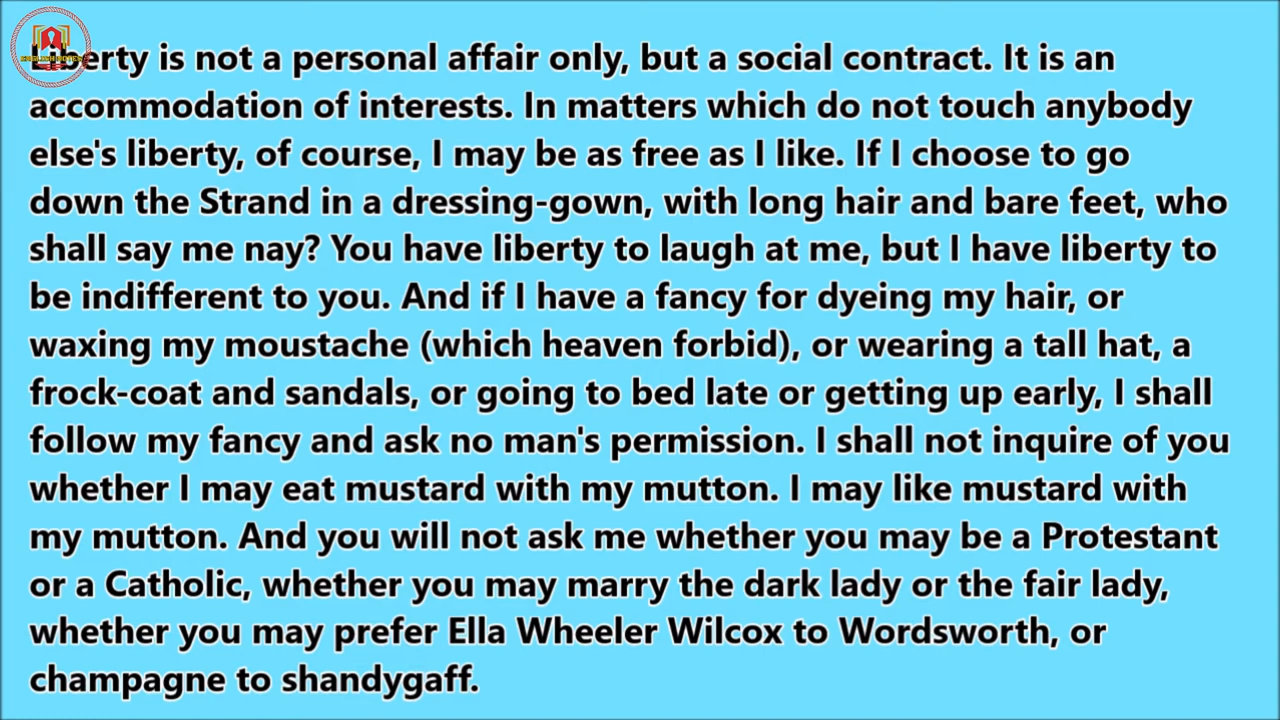 Liberty is not a personal affair only, but a social contract. It is an
accommodation of interests. In matters which do not touch anybody
else's liberty, of course, I may be as free as I like. If I choose to go
down the Strand in a dressing-gown, with long hair and bare feet, who
shall say me nay? You have liberty to laugh at me, but I have liberty to
be indifferent to you. And if I have a fancy for dyeing my hair, or
waxing my moustache (which heaven forbid), or wearing a tall hat, a
frock-coat and sandals, or going to bed late or getting up early, I shall
follow my fancy and ask no man's permission. I shall not inquire of you
whether I may eat mustard with my mutton. I may like mustard with
my mutton. And you will not ask me whether you may be a Protestant
or a Catholic, whether you may marry the dark lady or the fair lady,
whether you may prefer Ella Wheeler Wilcox to Wordsworth, or
champagne to shandygaff.